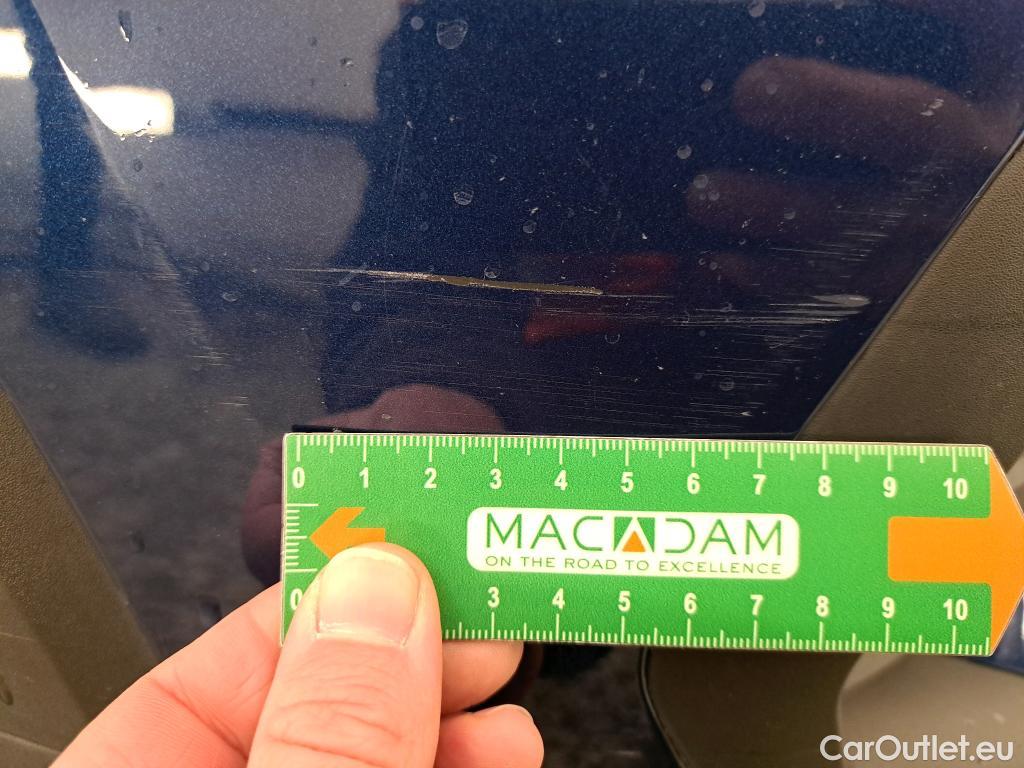 0 1 2 3 4 5 6 7 8 9 10
MACADAM
ON THE ROAD TO EXCELLENCE
0 3 4 5 6 7 8 9 10
CarOutlet.eu